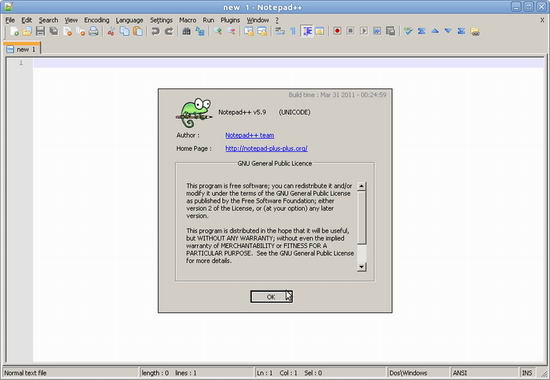 new  1 - Notepad++
File Edit Search View Encoding Language Settings Macro Run Plugins Window ? X
new 1
1
Build time : Mar 31 2011 - 00:24:59
Notepad++ v5.9 (UNICODE)
Author : Notepad++ team
Home Page : http://notepad-plus-plus.org/
GNU General Public Licence
This program is free software; you can redistribute it and/or
modify it under the terms of the GNU General Public License
as published by the Free Software Foundation; either
version 2 of the License, or (at your option) any later
version.
This program is distributed in the hope that it will be useful,
but WITHOUT ANY WARRANTY; without even the implied
warranty of MERCHANTABILITY or FITNESS FOR A
PARTICULAR PURPOSE.  See the GNU General Public License
for more details.
OK
Normal text file length : 0 lines : 1 Ln : 1 Col : 1 Sel : 0 Dos\Windows ANSI INS